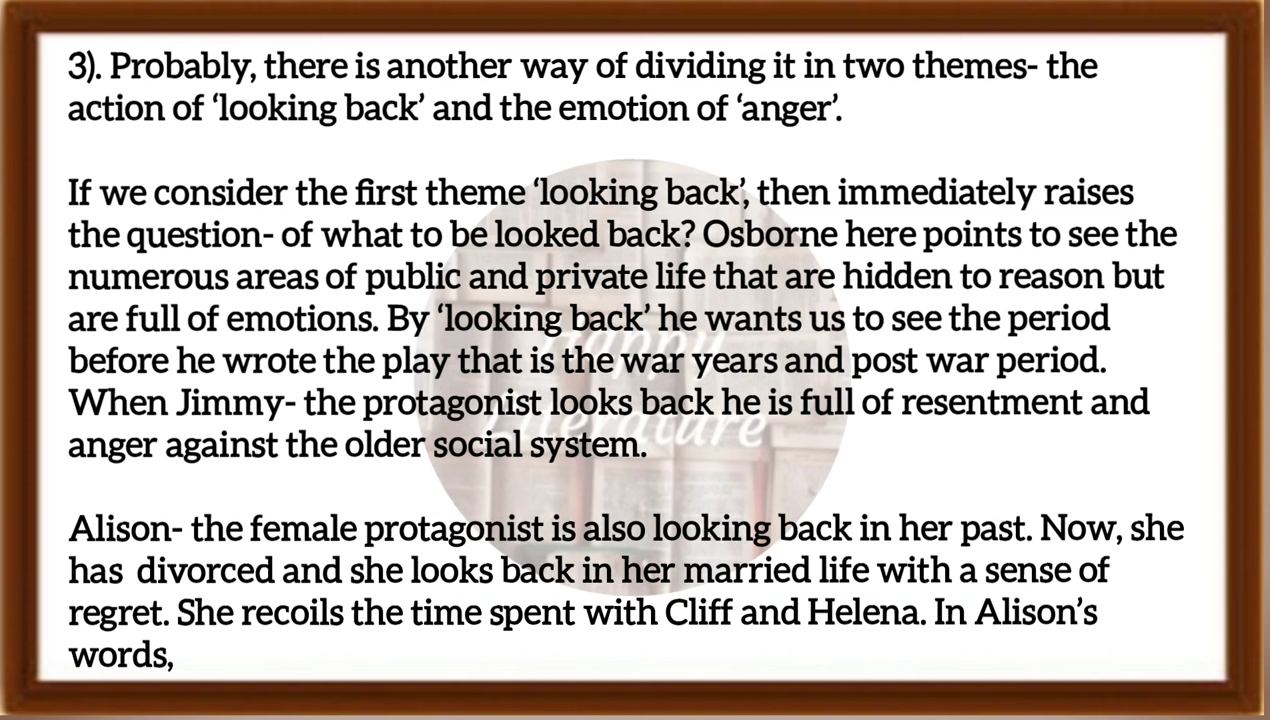 3). Probably, there is another way of dividing it in two themes- the
action of ‘looking back’ and the emotion of ‘anger’.
If we consider the first theme ‘looking back’, then immediately raises
the question- of what to be looked back? Osborne here points to see the
numerous areas of public and private life that are hidden to reason but
are full of emotions. By ‘looking back’ he wants us to see the period
before he wrote the play that is the war years and post war period.
When Jimmy- the protagonist looks back he is full of resentment and
anger against the older social system.
Alison- the female protagonist is also looking back in her past. Now, she
has divorced and she looks back in her married life with a sense of
regret. She recoils the time spent with Cliff and Helena. In Alison’s
words,
Happy
Literature